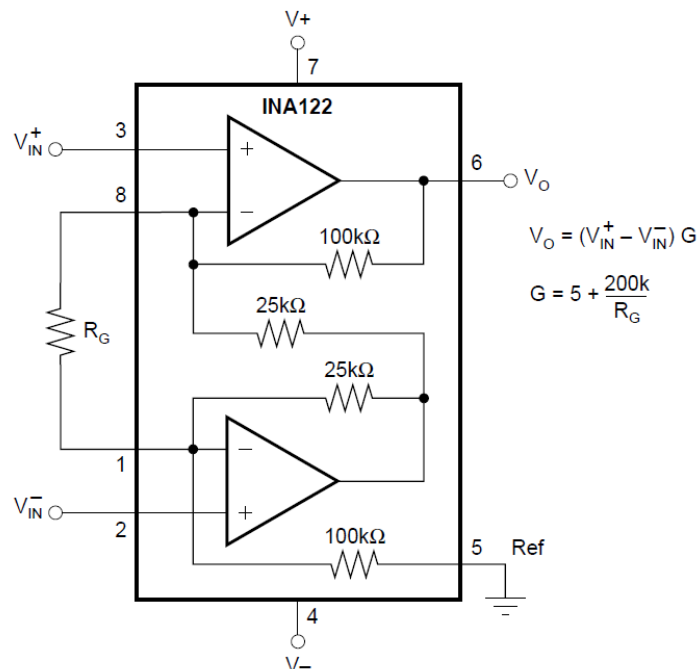 V+
7
INA122
3
V+IN
6
VO
8
100kΩ
VO = (V+IN – V–IN) G
25kΩ
G = 5 + 200k
RG
RG
25kΩ
1
V–IN
2
100kΩ
5
Ref
4
V–